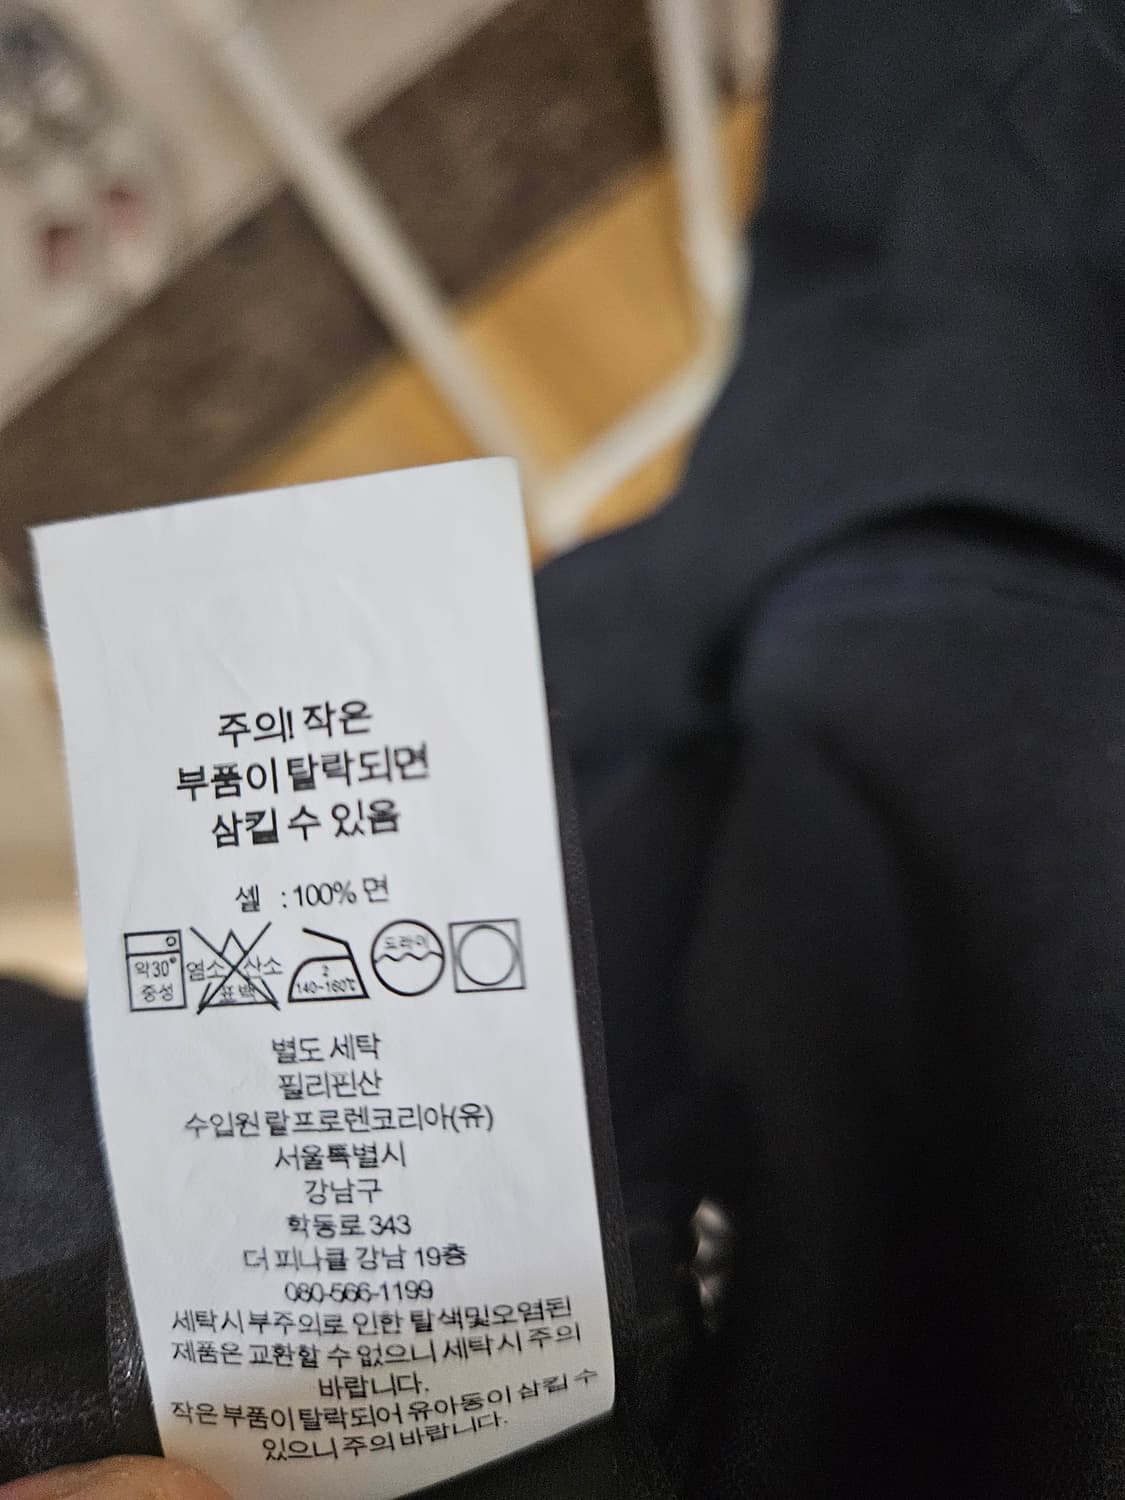 주의! 작은
부품이 탈락되면
삼킬 수 있음
셸 : 100% 면
약30°
중성
염소 산소
표백
2
140~160℃
드라이
별도 세탁
필리핀산
수입원 랄프로렌코리아(유)
서울특별시
강남구
학동로 343
더 피나클 강남 19층
080-566-1199
세탁시 부주의로 인한 탈색및오염된
제품은 교환할 수 없으니 세탁시 주의
바랍니다.
작은 부품이 탈락되어 유아동이 삼킬 수
있으니 주의 바랍니다.